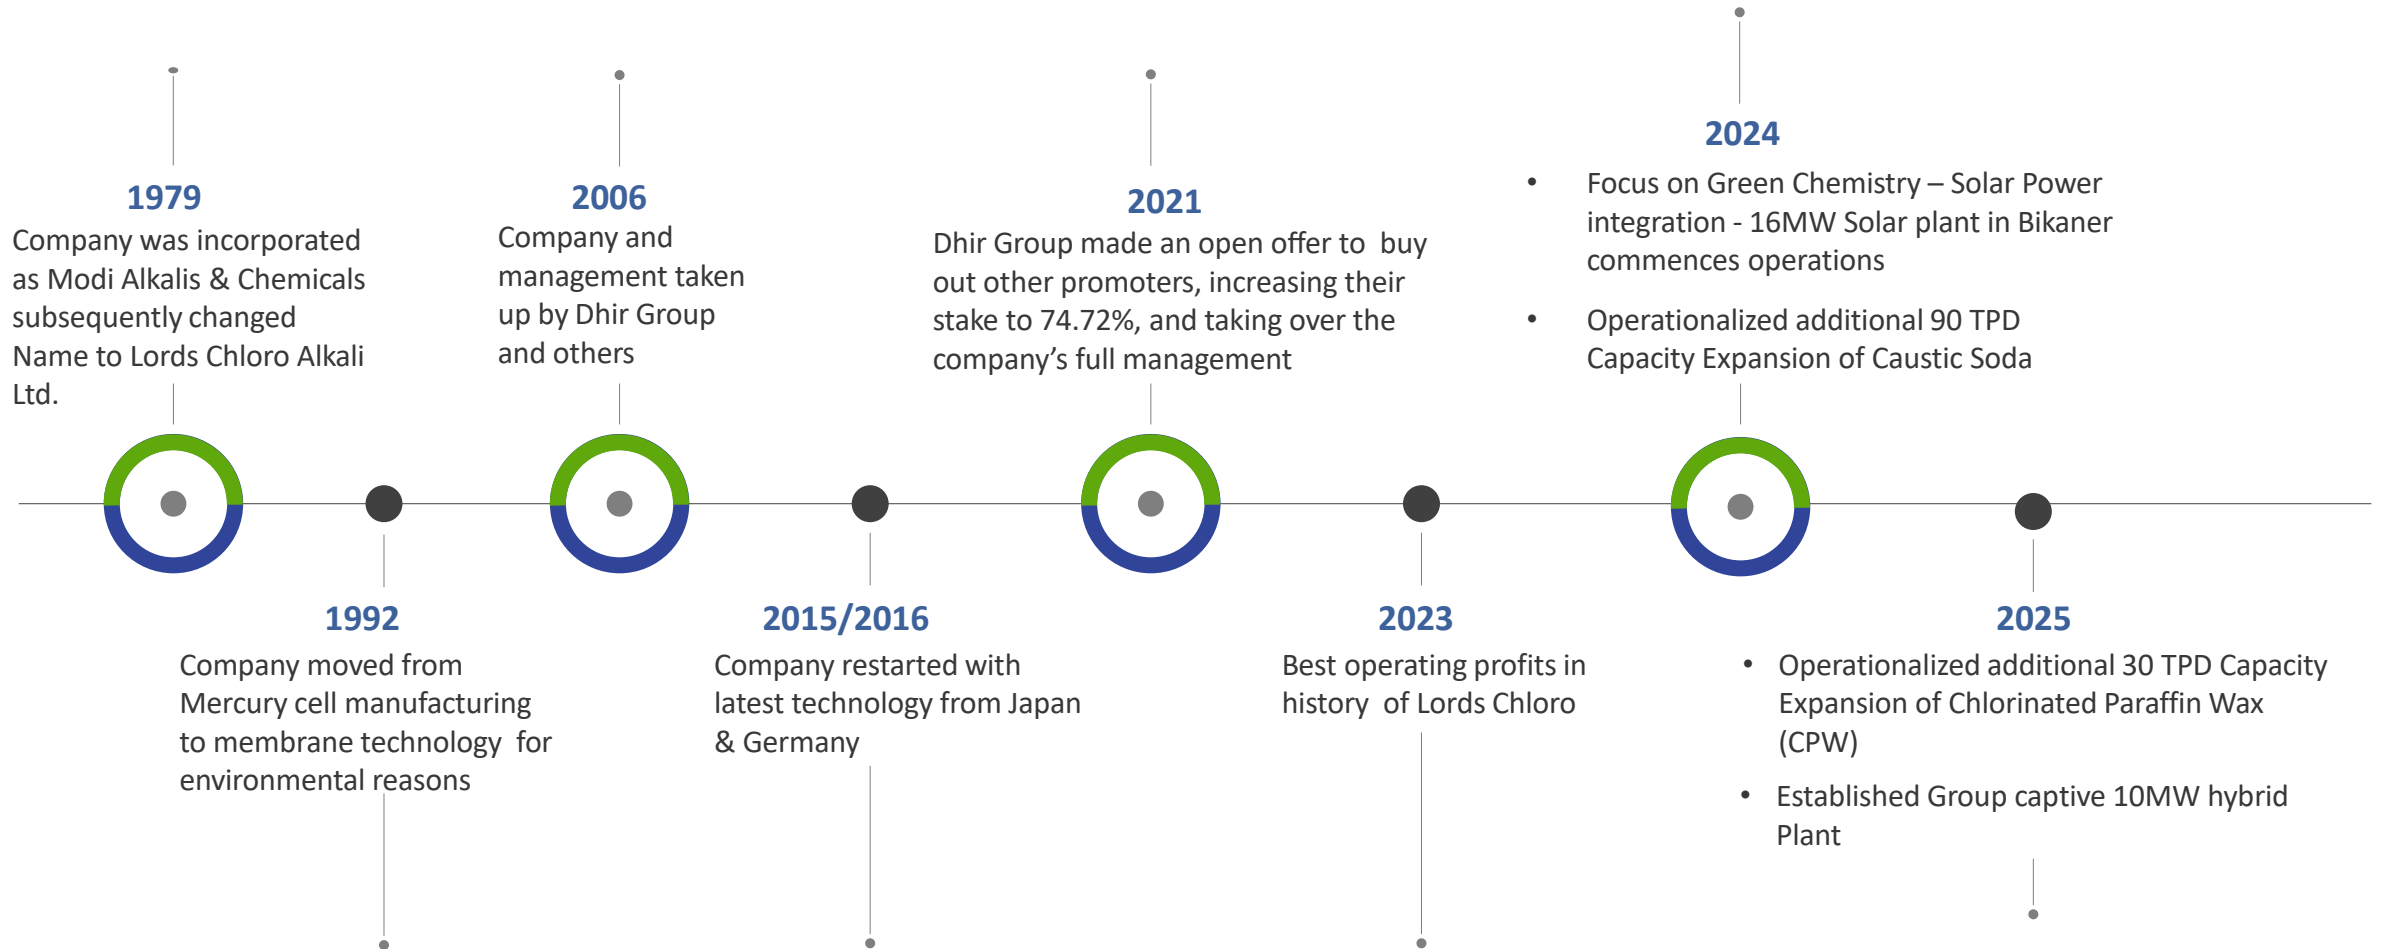 1979
Company was incorporated
as Modi Alkalis & Chemicals
subsequently changed
Name to Lords Chloro Alkali
Ltd.
1992
Company moved from
Mercury cell manufacturing
to membrane technology for
environmental reasons
2006
Company and
management taken
up by Dhir Group
and others
2015/2016
Company restarted with
latest technology from Japan
& Germany
2021
Dhir Group made an open offer to buy
out other promoters, increasing their
stake to 74.72%, and taking over the
company’s full management
2023
Best operating profits in
history of Lords Chloro
2024
• Focus on Green Chemistry – Solar Power
integration - 16MW Solar plant in Bikaner
commences operations
• Operationalized additional 90 TPD
Capacity Expansion of Caustic Soda
2025
• Operationalized additional 30 TPD Capacity
Expansion of Chlorinated Paraffin Wax
(CPW)
• Established Group captive 10MW hybrid
Plant